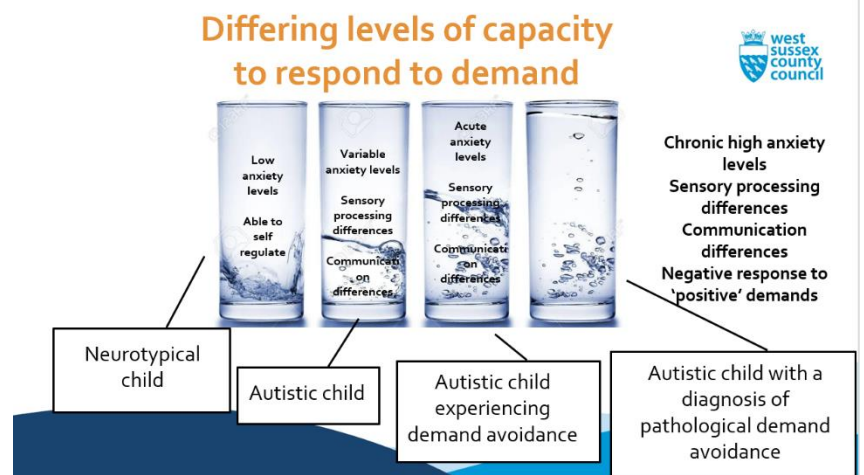 Differing levels of capacity
to respond to demand
west
sussex
county
council
Low
anxiety
levels
Able to
self
regulate
Variable
anxiety levels
Sensory
processing
differences
Communicati
on
differences
Acute
anxiety
levels
Sensory
processing
differences
Communicati
on
differences
Chronic high anxiety
levels
Sensory processing
differences
Communication
differences
Negative response to
‘positive’ demands
Neurotypical
child
Autistic child
Autistic child
experiencing
demand avoidance
Autistic child with a
diagnosis of
pathological demand
avoidance